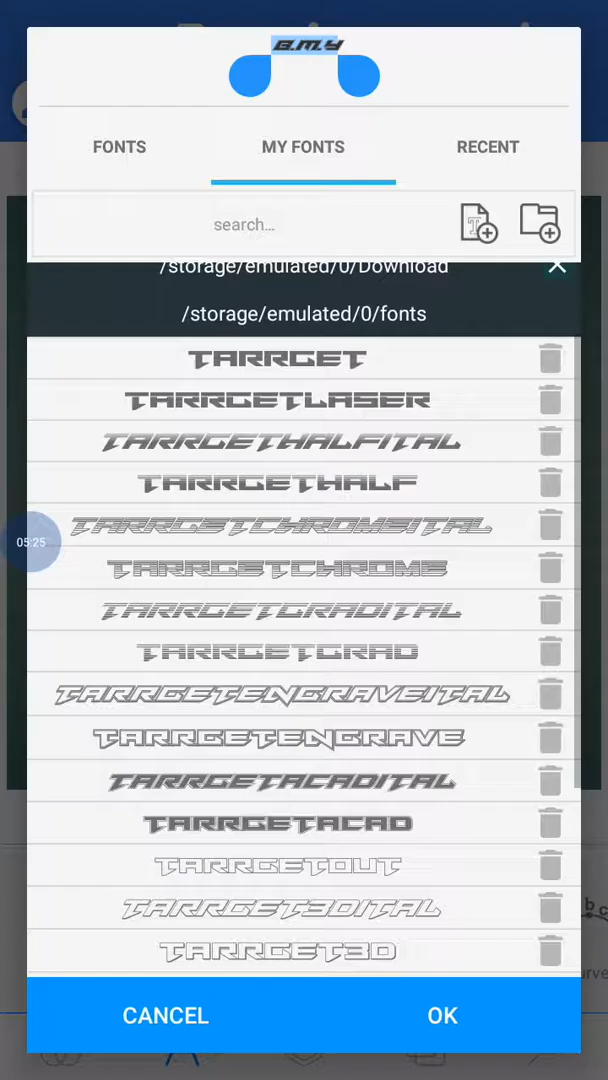 B.M.Y
FONTS MY FONTS RECENT
search...
/storage/emulated/0/Download
/storage/emulated/0/fonts
TARRGET
TARRGETLASER
TARRGETHALFITAL
TARRGETHALF
05:25
TARRGETCHROMEITAL
TARRGETCHROME
TARRGETGRADITAL
TARRGETGRAD
TARRGETENGRAVEITAL
TARRGETENGRAVE
TARRGETACADITAL
TARRGETACAD
TARRGETOUT
TARRGET3DITAL
TARRGET3D
CANCEL OK